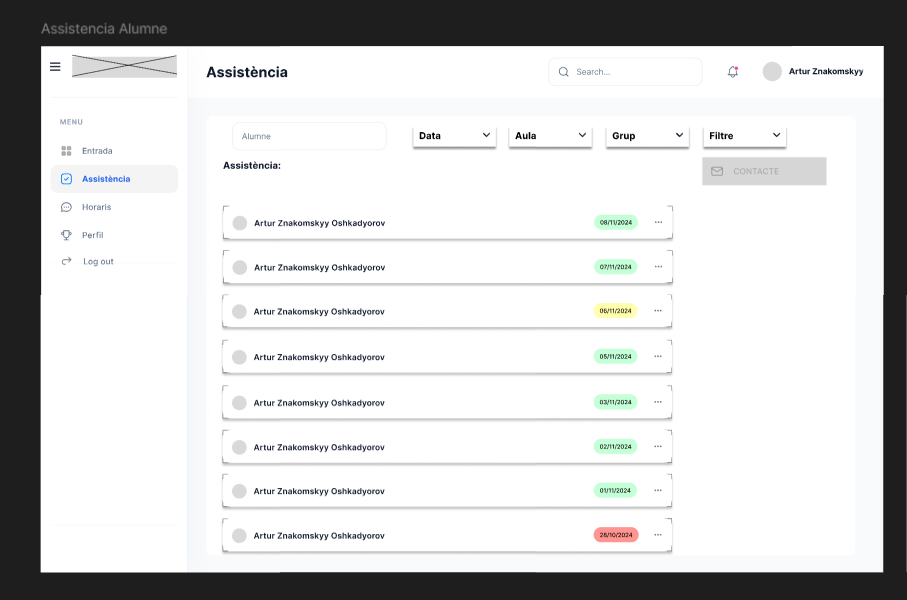 Assistencia Alumne
Assistència
Search...
Artur Znakomskyy
MENU
Entrada
Assistència
Horaris
Perfil
Log out
Alumne
Data
Aula
Grup
Filtre
Assistència:
CONTACTE
Artur Znakomskyy Oshkadyorov 08/11/2024 ...
Artur Znakomskyy Oshkadyorov 07/11/2024 ...
Artur Znakomskyy Oshkadyorov 06/11/2024 ...
Artur Znakomskyy Oshkadyorov 05/11/2024 ...
Artur Znakomskyy Oshkadyorov 03/11/2024 ...
Artur Znakomskyy Oshkadyorov 02/11/2024 ...
Artur Znakomskyy Oshkadyorov 01/11/2024 ...
Artur Znakomskyy Oshkadyorov 28/10/2024 ...